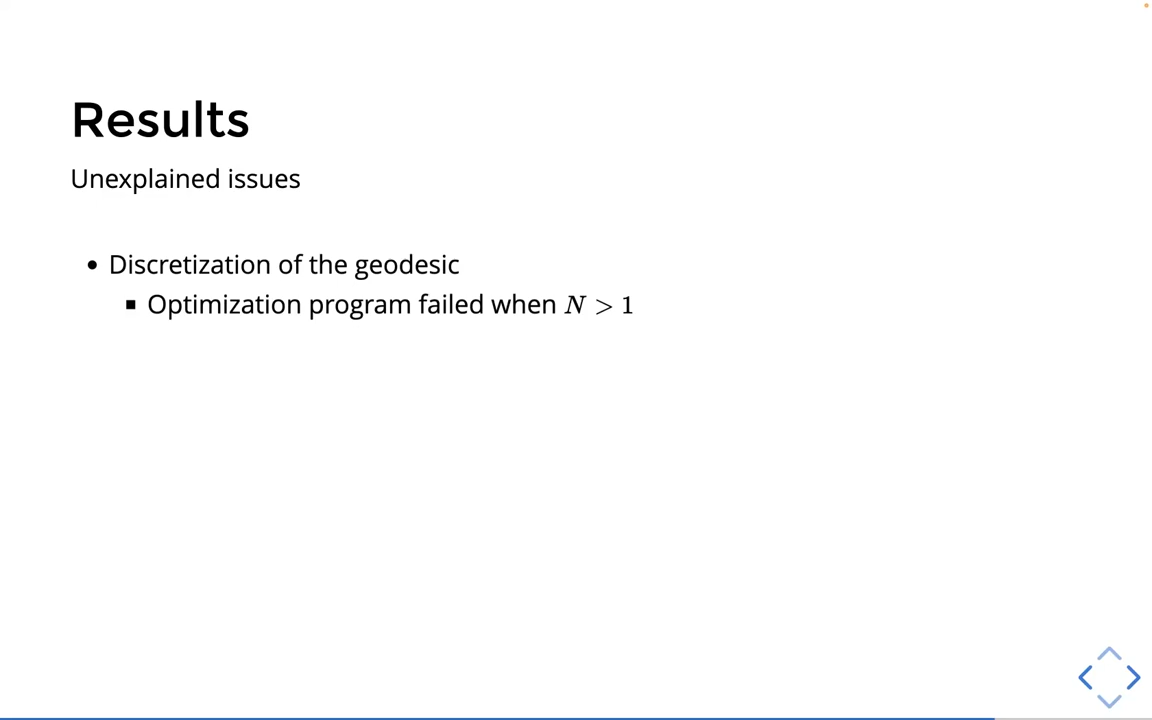 Results
Unexplained issues
• Discretization of the geodesic
▪ Optimization program failed when N > 1